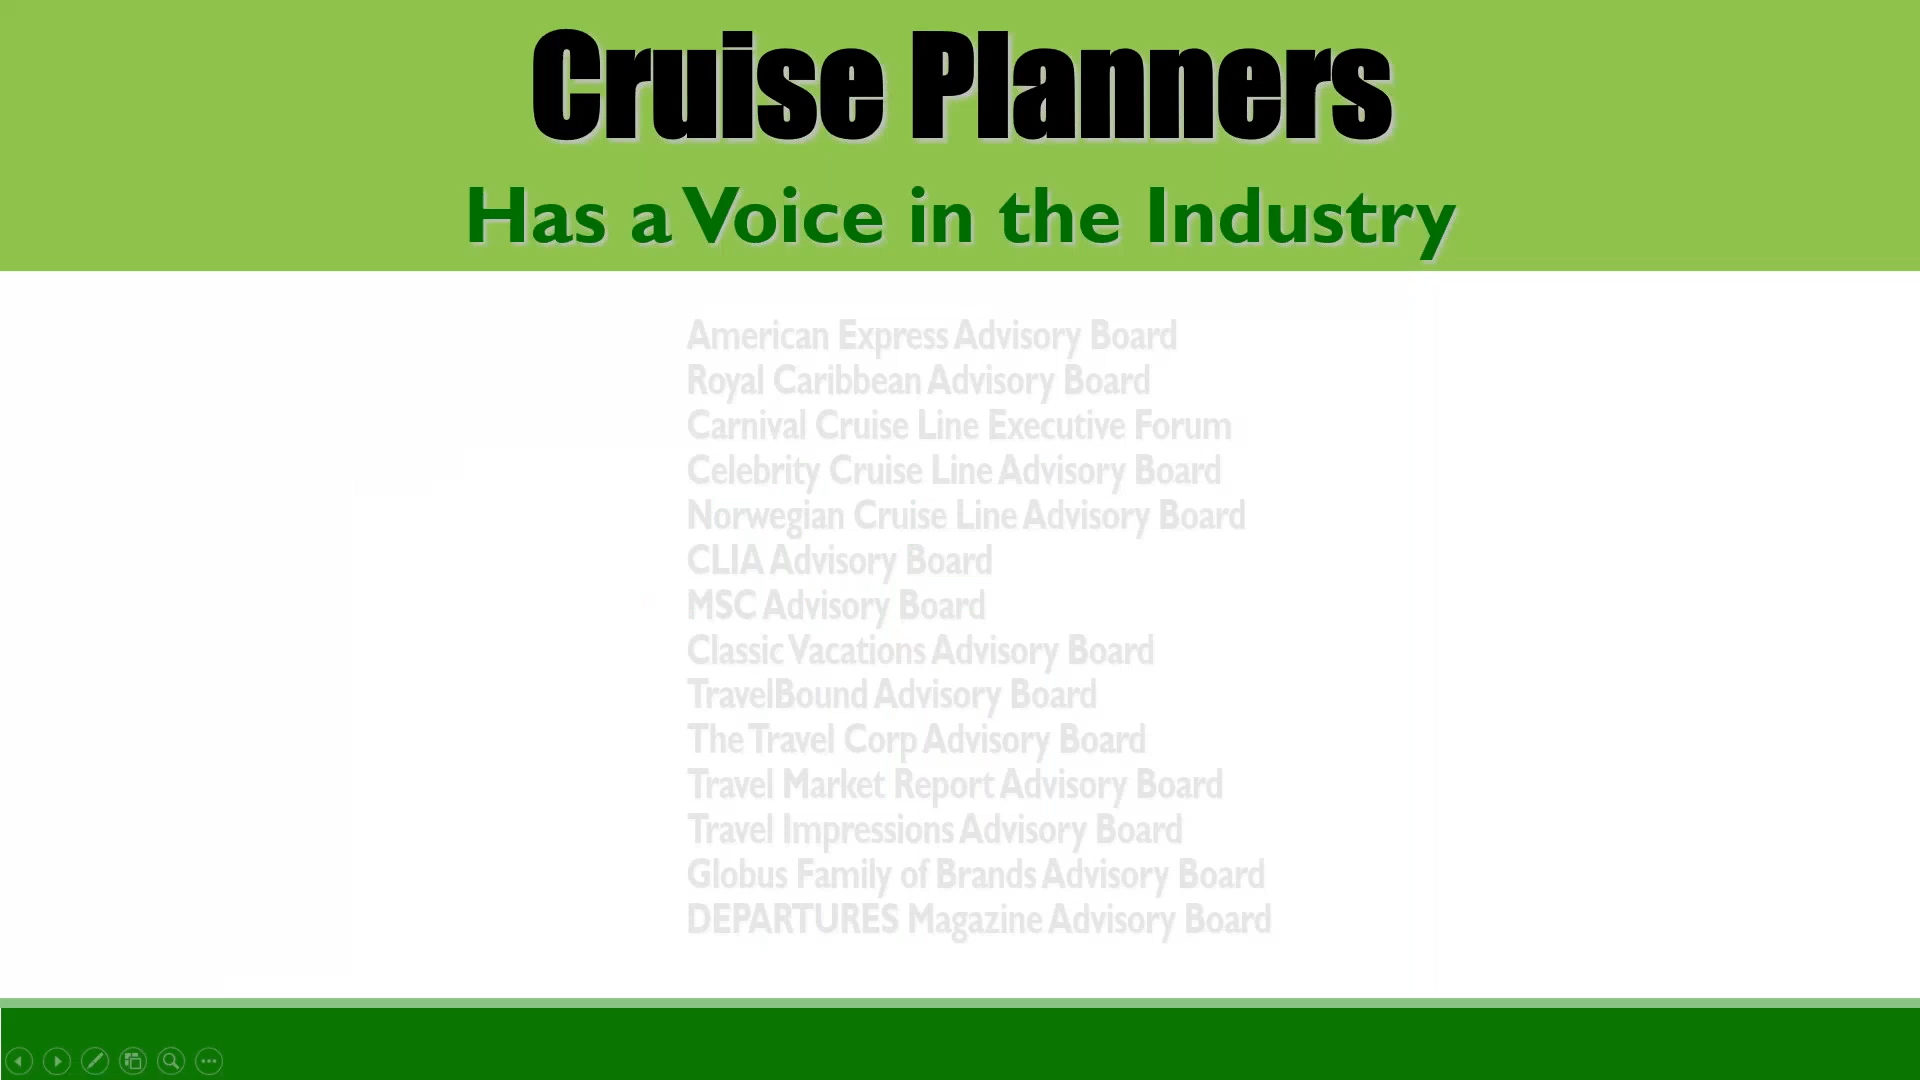 Cruise Planners
Has a Voice in the Industry
American Express Advisory Board
Royal Caribbean Advisory Board
Carnival Cruise Line Executive Forum
Celebrity Cruise Line Advisory Board
Norwegian Cruise Line Advisory Board
CLIA Advisory Board
MSC Advisory Board
Classic Vacations Advisory Board
TravelBound Advisory Board
The Travel Corp Advisory Board
Travel Market Report Advisory Board
Travel Impressions Advisory Board
Globus Family of Brands Advisory Board
DEPARTURES Magazine Advisory Board